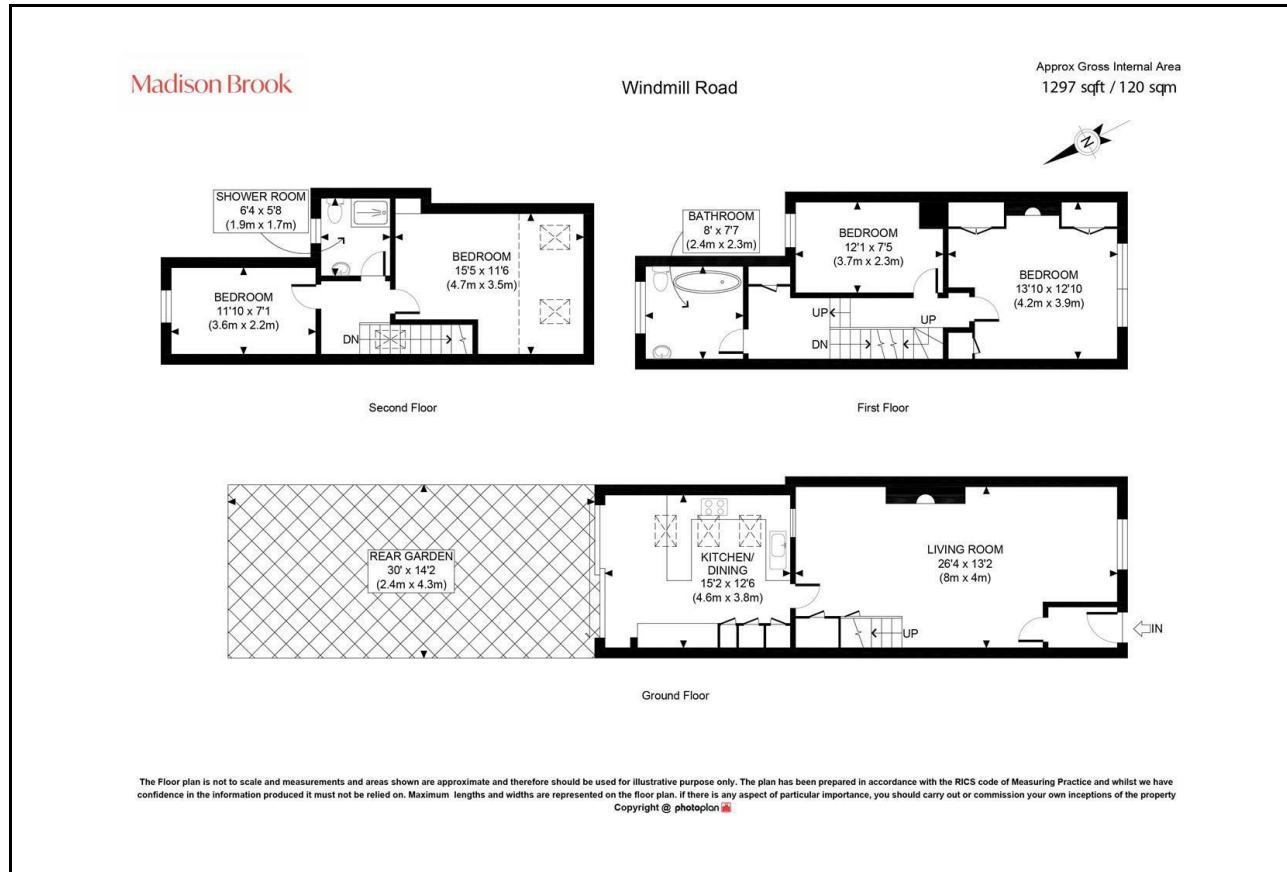 Madison Brook
Windmill Road
Approx Gross Internal Area
1297 sqft / 120 sqm
N
SHOWER ROOM
6'4 x 5'8
(1.9m x 1.7m)
BEDROOM
15'5 x 11'6
(4.7m x 3.5m)
BEDROOM
11'10 x 7'1
(3.6m x 2.2m)
DN
Second Floor
BATHROOM
8' x 7'7
(2.4m x 2.3m)
BEDROOM
12'1 x 7'5
(3.7m x 2.3m)
BEDROOM
13'10 x 12'10
(4.2m x 3.9m)
UP
UP
DN
First Floor
REAR GARDEN
30' x 14'2
(2.4m x 4.3m)
KITCHEN/
DINING
15'2 x 12'6
(4.6m x 3.8m)
LIVING ROOM
26'4 x 13'2
(8m x 4m)
UP
IN
Ground Floor
The Floor plan is not to scale and measurements and areas shown are approximate and therefore should be used for illustrative purpose only. The plan has been prepared in accordance with the RICS code of Measuring Practice and whilst we have
confidence in the information produced it must not be relied on. Maximum lengths and widths are represented on the floor plan. if there is any aspect of particular importance, you should carry out or commission your own inceptions of the property
Copyright @ photoplan